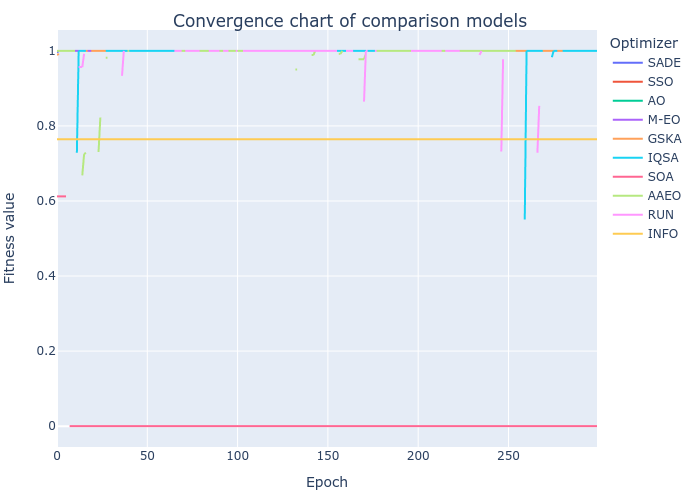 Convergence chart of comparison models
Fitness value
1
0.8
0.6
0.4
0.2
0
0 50 100 150 200 250
Epoch
Optimizer
SADE
SSO
AO
M-EO
GSKA
IQSA
SOA
AAEO
RUN
INFO